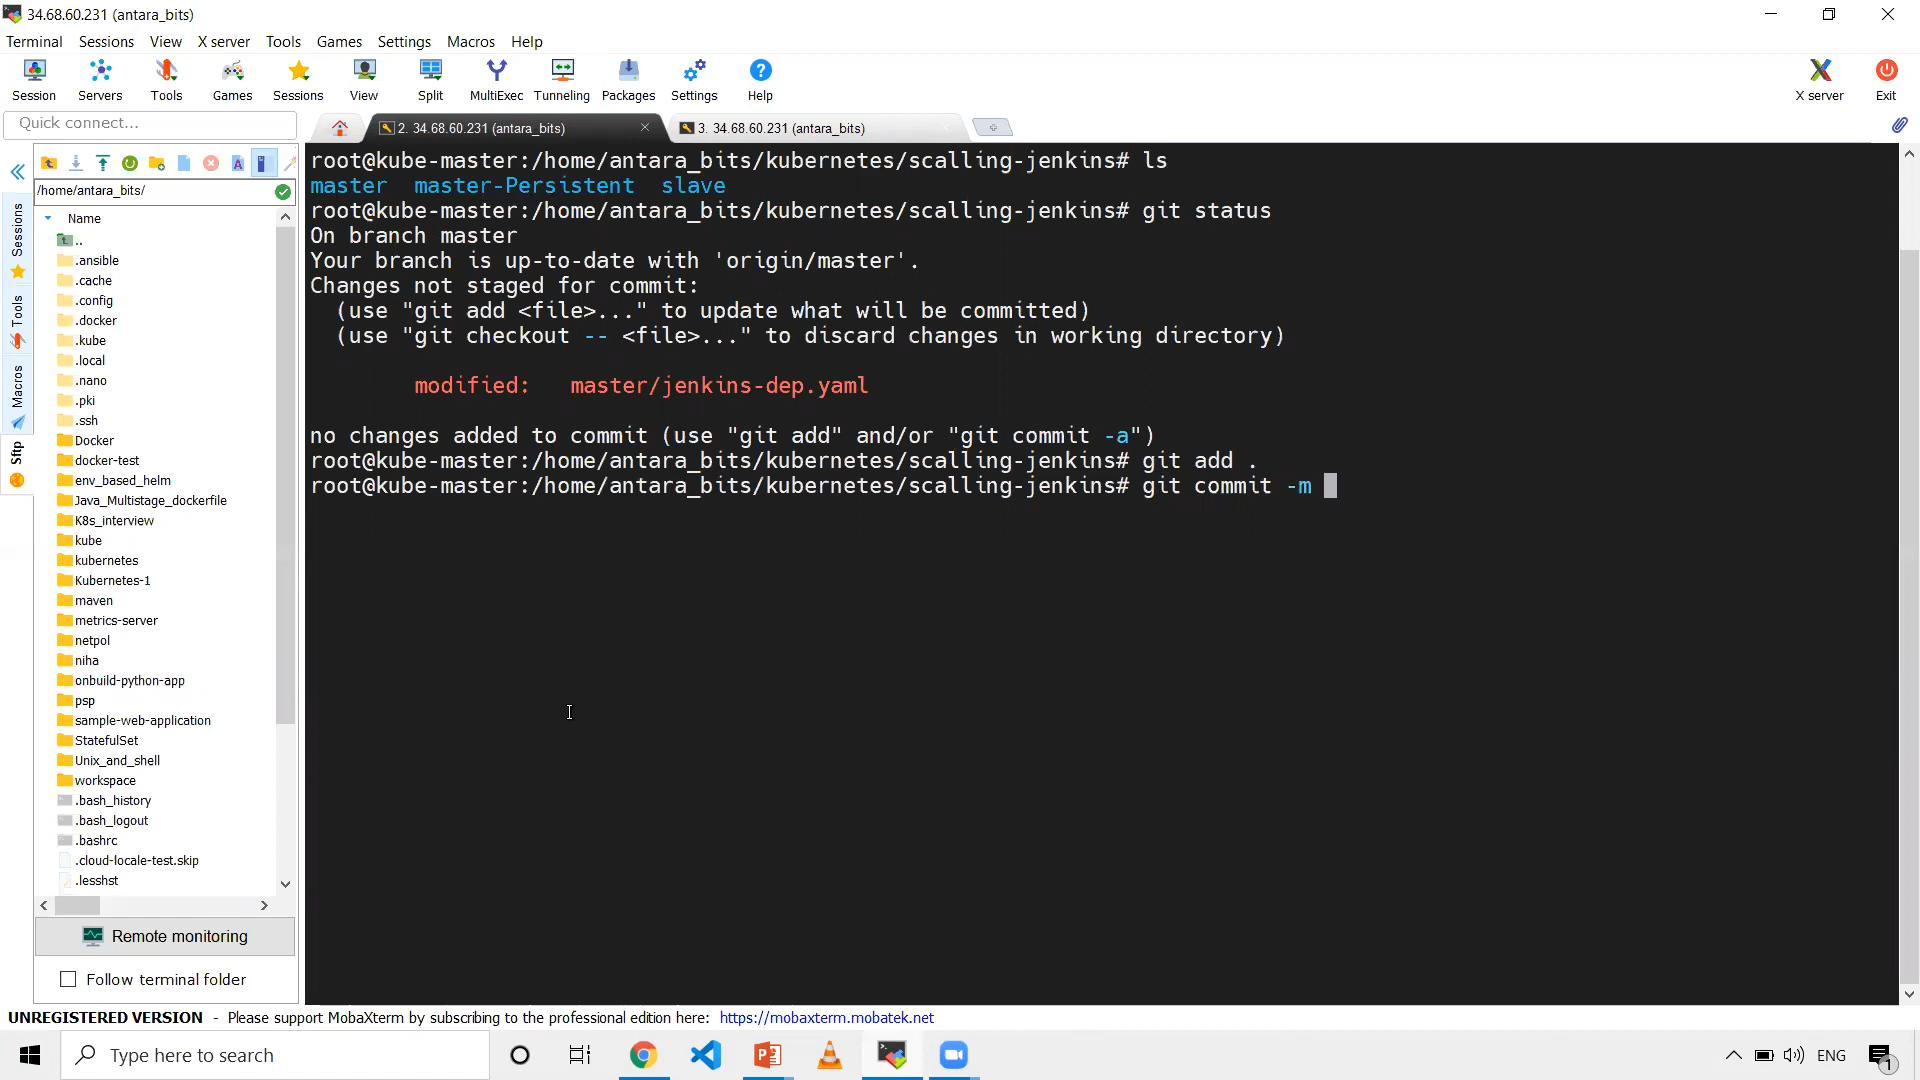 34.68.60.231 (antara_bits)
Terminal Sessions View X server Tools Games Settings Macros Help
Session Servers Tools Games Sessions View Split MultiExec Tunneling Packages Settings Help X server Exit
Quick connect...
2. 34.68.60.231 (antara_bits)
3. 34.68.60.231 (antara_bits)
/home/antara_bits/
Sessions
Tools
Macros
Sftp
Name
..
.ansible
.cache
.config
.docker
.kube
.local
.nano
.pki
.ssh
Docker
docker-test
env_based_helm
Java_Multistage_dockerfile
K8s_interview
kube
kubernetes
Kubernetes-1
maven
metrics-server
netpol
niha
onbuild-python-app
psp
sample-web-application
StatefulSet
Unix_and_shell
workspace
.bash_history
.bash_logout
.bashrc
.cloud-locale-test.skip
.lesshst
Remote monitoring
Follow terminal folder
root@kube-master:/home/antara_bits/kubernetes/scalling-jenkins# ls
master master-Persistent slave
root@kube-master:/home/antara_bits/kubernetes/scalling-jenkins# git status
On branch master
Your branch is up-to-date with 'origin/master'.
Changes not staged for commit:
(use "git add <file>..." to update what will be committed)
(use "git checkout -- <file>..." to discard changes in working directory)
modified: master/jenkins-dep.yaml
no changes added to commit (use "git add" and/or "git commit -a")
root@kube-master:/home/antara_bits/kubernetes/scalling-jenkins# git add .
root@kube-master:/home/antara_bits/kubernetes/scalling-jenkins# git commit -m
UNREGISTERED VERSION - Please support MobaXterm by subscribing to the professional edition here: https://mobaxterm.mobatek.net
Type here to search
ENG
1